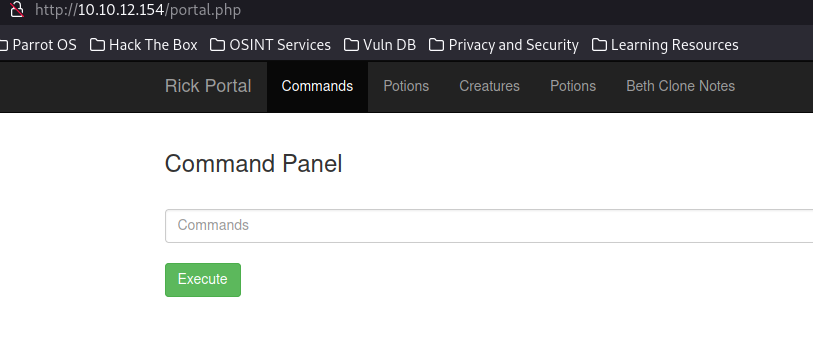 http://10.10.12.154/portal.php
Parrot OS Hack The Box OSINT Services Vuln DB Privacy and Security Learning Resources
Rick Portal Commands Potions Creatures Potions Beth Clone Notes
Command Panel
Commands
Execute